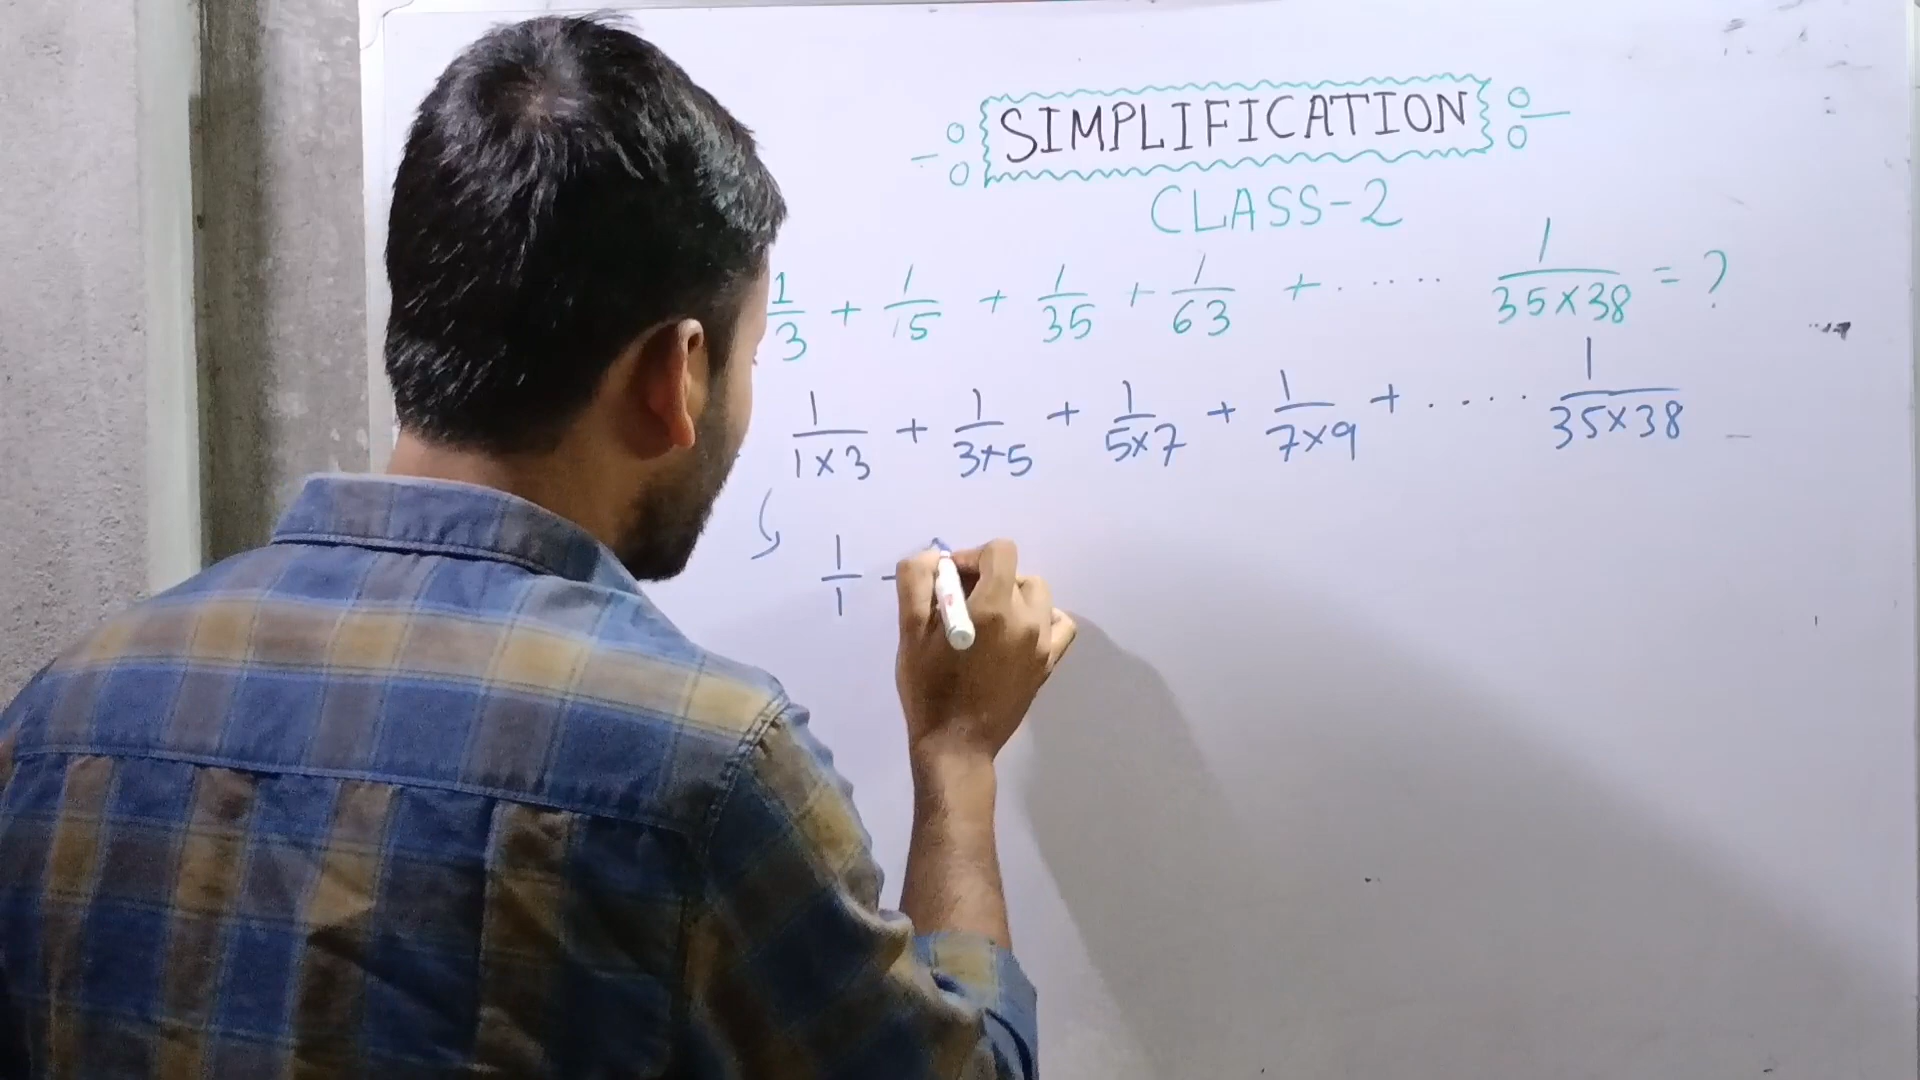 SIMPLIFICATION
CLASS-2
1/3 + 1/15 + 1/35 + 1/63 + ...... 1/35×38 = ?
1/1×3 + 1/3×5 + 1/5×7 + 1/7×9 + ..... 1/35×38
1/1 -